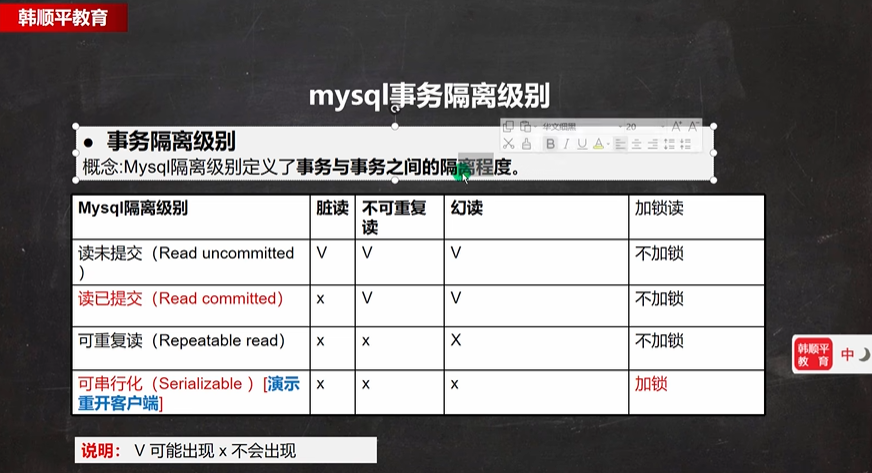 韩顺平教育
mysql事务隔离级别
华文细黑 20
● 事务隔离级别
概念:Mysql隔离级别定义了事务与事务之间的隔离程度。
Mysql隔离级别 脏读 不可重复 幻读 加锁读
读
读未提交（Read uncommitted V V V 不加锁
）
读已提交（Read committed） x V V 不加锁
可重复读（Repeatable read） x x X 不加锁
可串行化（Serializable ）[演示 x x x 加锁
重开客户端]
韩顺平
教 育
中
说明： V 可能出现 x 不会出现